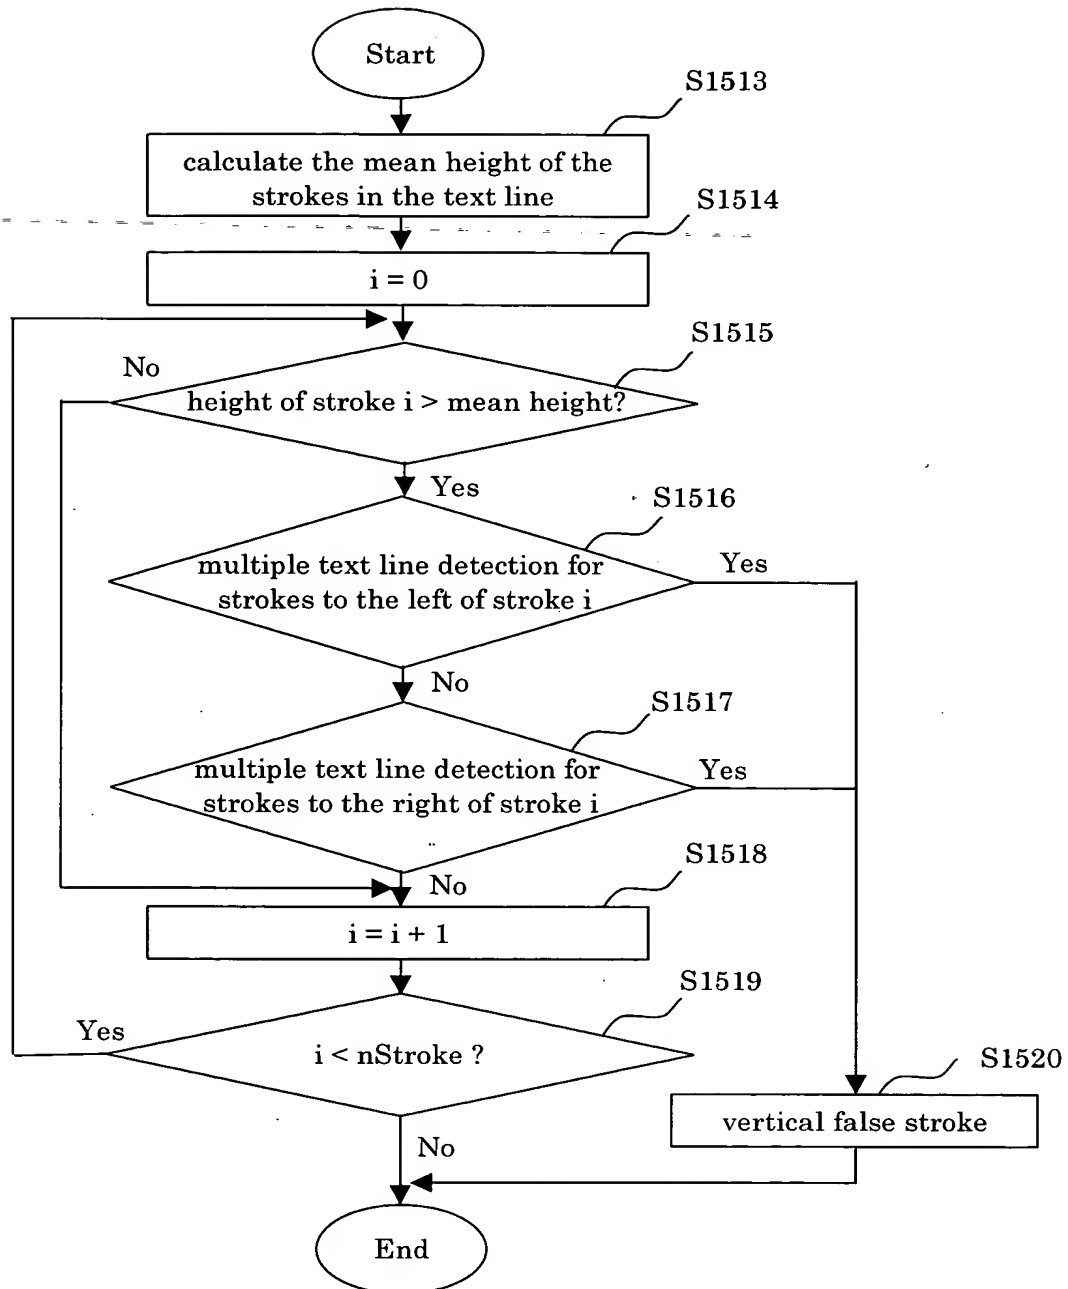 Start
S1513
calculate the mean height of the
strokes in the text line
S1514
i = 0
S1515
No
height of stroke i > mean height?
Yes
S1516
multiple text line detection for
strokes to the left of stroke i
Yes
No
S1517
multiple text line detection for
strokes to the right of stroke i
Yes
No
S1518
i = i + 1
S1519
Yes
i < nStroke ?
S1520
vertical false stroke
No
End